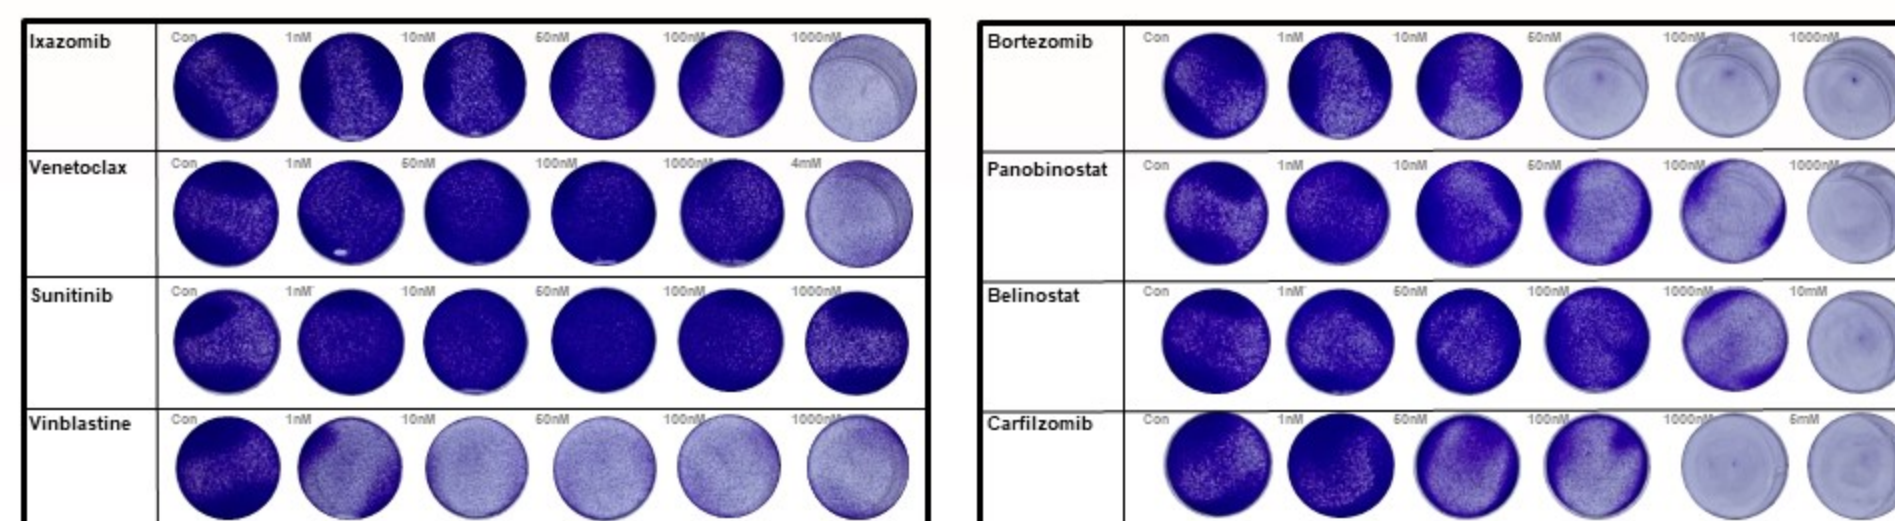 Ixazomib Con 1nM 10nM 50nM 100nM 1000nM
Venetoclax Con 1nM 50nM 100nM 1000nM 4mM
Sunitinib Con 1nM 10nM 50nM 100nM 1000nM
Vinblastine Con 1nM 10nM 50nM 100nM 1000nM
Bortezomib Con 1nM 10nM 50nM 100nM 1000nM
Panobinostat Con 1nM 10nM 50nM 100nM 1000nM
Belinostat Con 1nM 50nM 100nM 1000nM 10mM
Carfilzomib Con 1nM 50nM 100nM 1000nM 5mM